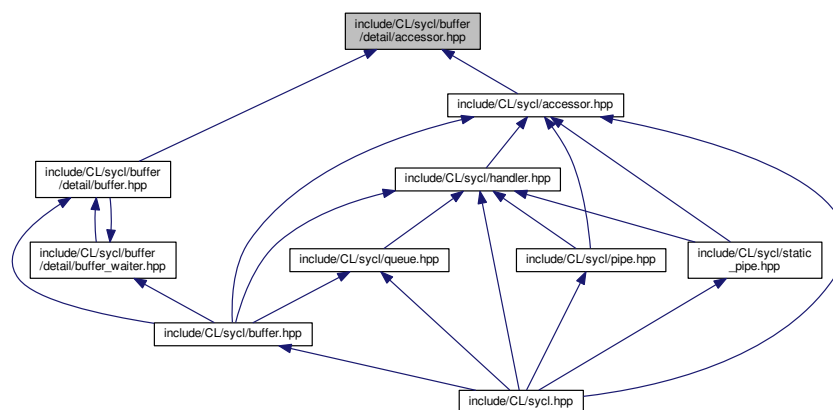 include/CL/sycl/buffer
/detail/accessor.hpp
include/CL/sycl/accessor.hpp
include/CL/sycl/buffer
/detail/buffer.hpp
include/CL/sycl/handler.hpp
include/CL/sycl/buffer
/detail/buffer_waiter.hpp
include/CL/sycl/queue.hpp
include/CL/sycl/pipe.hpp
include/CL/sycl/static
_pipe.hpp
include/CL/sycl/buffer.hpp
include/CL/sycl.hpp